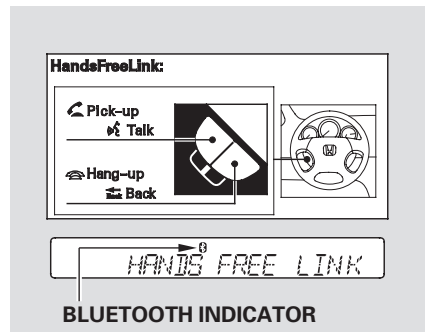 HandsFreeLink:
Pick-up
Talk
Hang-up
Back
HANDS FREE LINK
BLUETOOTH INDICATOR